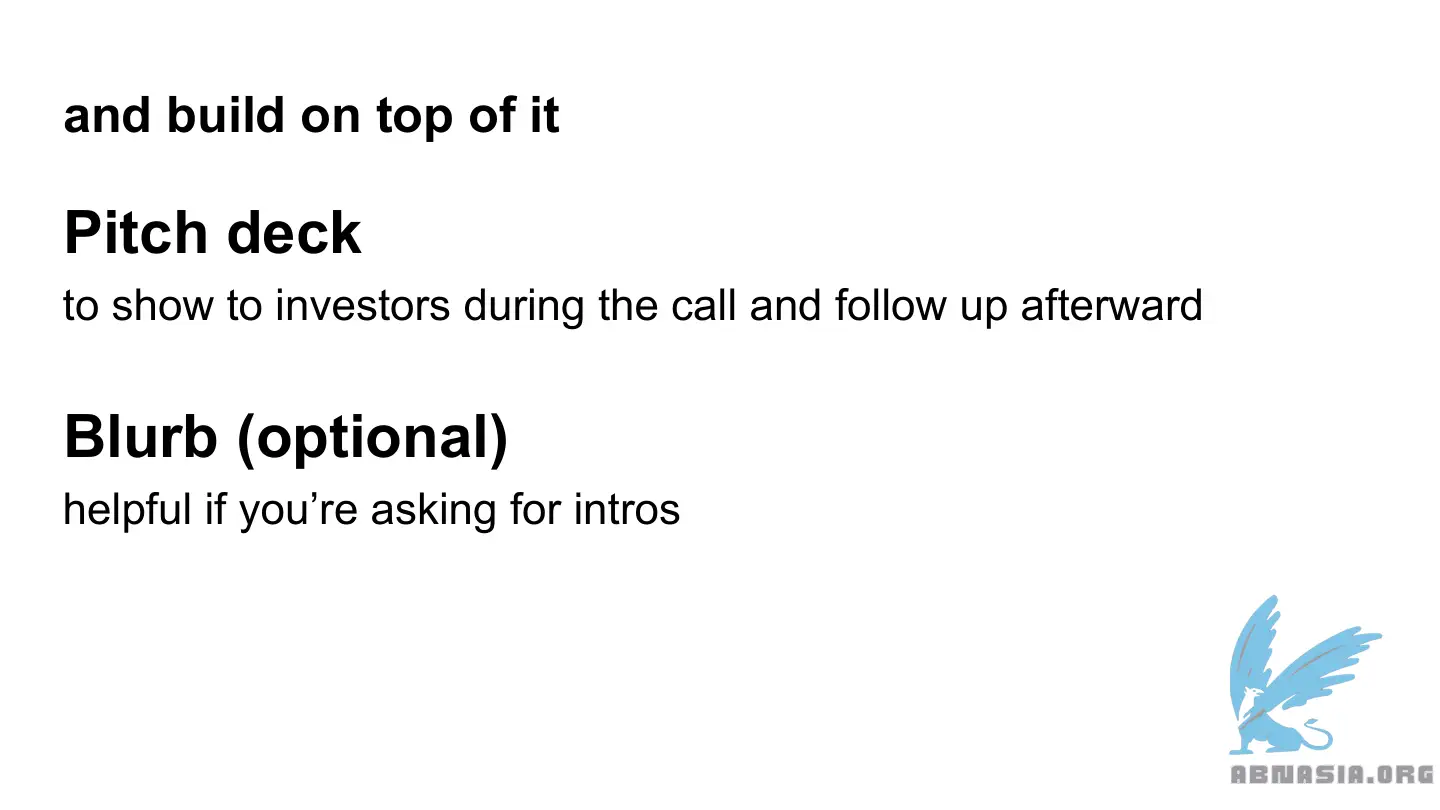 and build on top of it
Pitch deck
to show to investors during the call and follow up afterward
Blurb (optional)
helpful if you’re asking for intros
ABNASIA.ORG